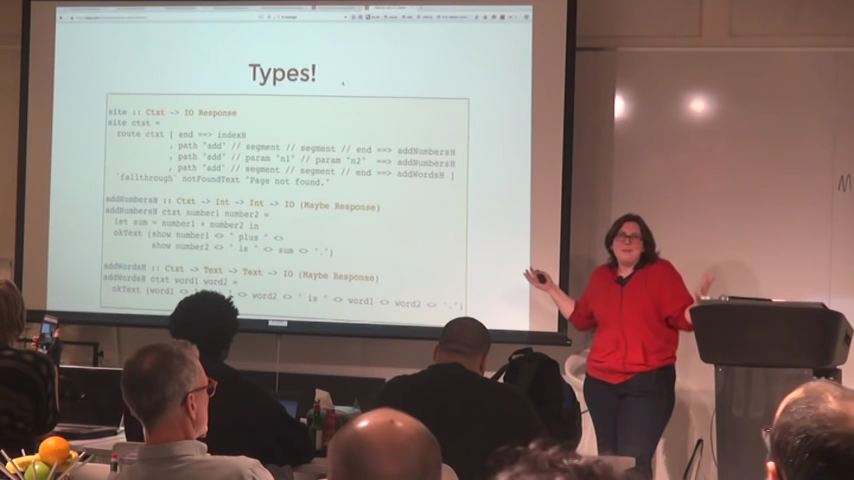 Types!
site :: Ctxt -> IO Response
site ctxt =
route ctxt [ end ==> indexH
, path "add" // segment // segment // end ==> addNumbersH
, path "add" // param "n1" // param "n2" ==> addNumbersH
, path "add" // segment // segment // end ==> addWordsH ]
`fallthrough` notFoundText "Page not found."
addNumbersH :: Ctxt -> Int -> Int -> IO (Maybe Response)
addNumbersH ctxt number1 number2 =
let sum = number1 + number2 in
okText (show number1 <> " plus " <>
show number2 <> " is " <> sum <> ".")
addWordsH :: Ctxt -> Text -> Text -> IO (Maybe Response)
addWordsH ctxt word1 word2 =
okText (word1 <> " <> word2 <> " is " <> word1 <> word2 <> ".")
M